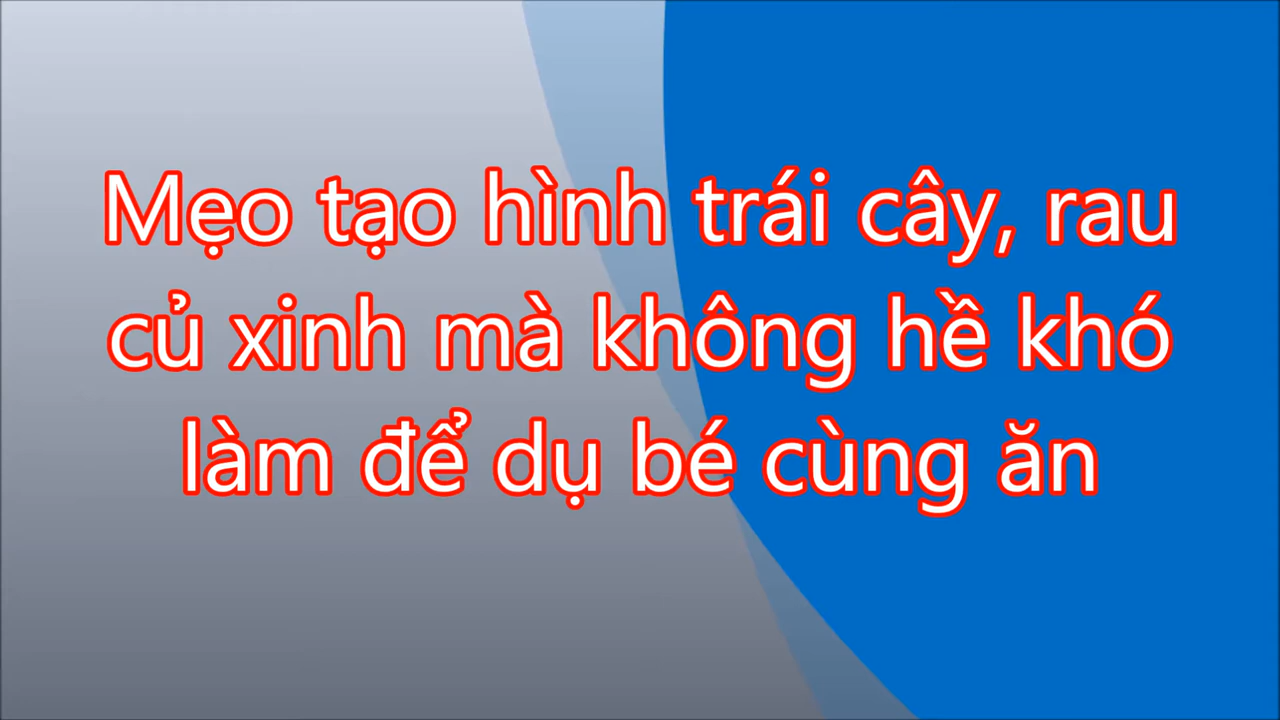 Mẹo tạo hình trái cây, rau
củ xinh mà không hề khó
làm để dụ bé cùng ăn